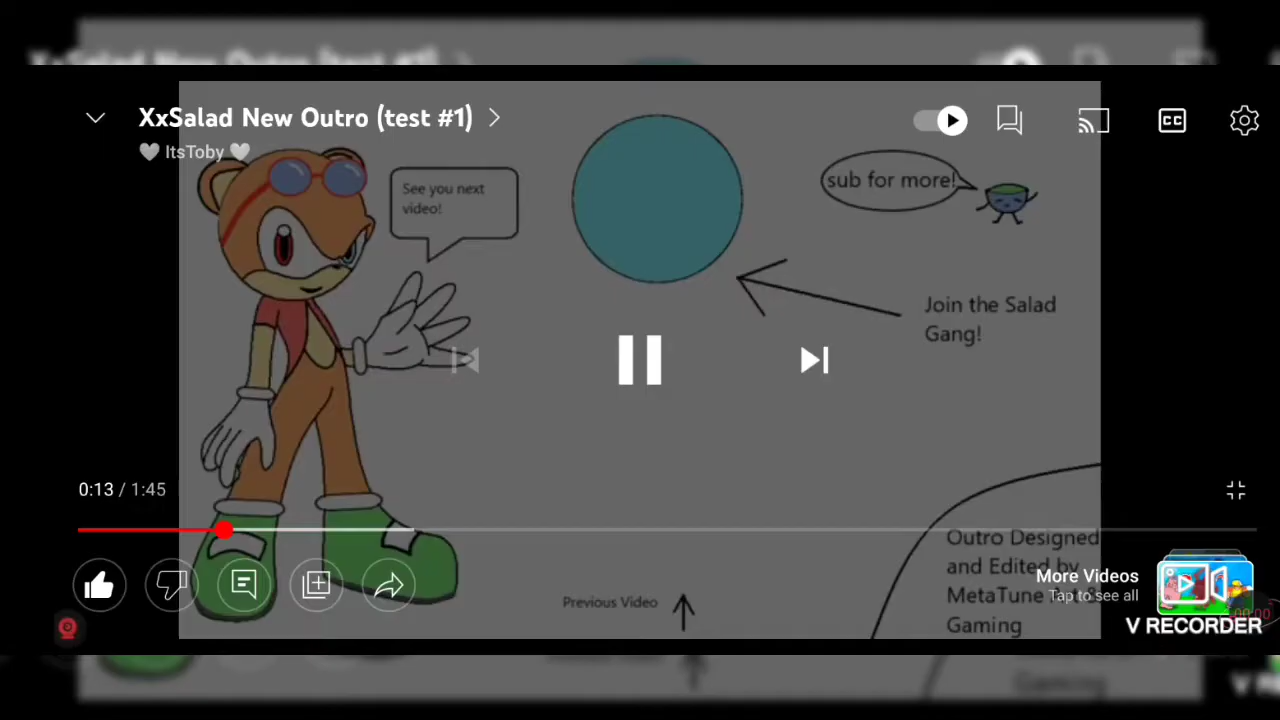 XxSalad New Outro (test #1)
🤍 ItsToby 🤍
CC
See you next
video!
sub for more!
Join the Salad
Gang!
0:13 / 1:45
Outro Designed
and Edited by
Gaming
Previous Video
More Videos
Tap to see all
V RECORDER